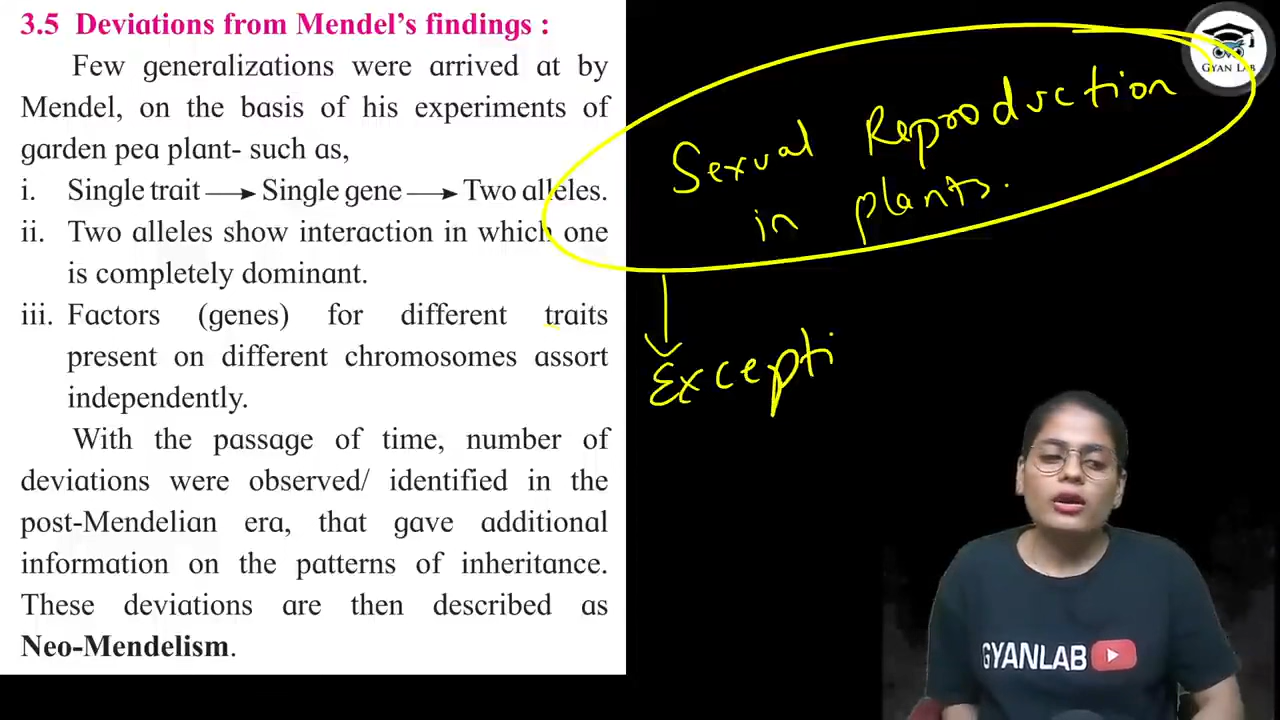 3.5 Deviations from Mendel's findings :
Few generalizations were arrived at by
Mendel, on the basis of his experiments of
garden pea plant- such as,
i. Single trait → Single gene → Two alleles.
ii. Two alleles show interaction in which one
is completely dominant.
iii. Factors (genes) for different traits
present on different chromosomes assort
independently.
With the passage of time, number of
deviations were observed/ identified in the
post-Mendelian era, that gave additional
information on the patterns of inheritance.
These deviations are then described as
Neo-Mendelism.
Sexual Reproduction
in plants.
Excepti
GYAN LAB
GYANLAB